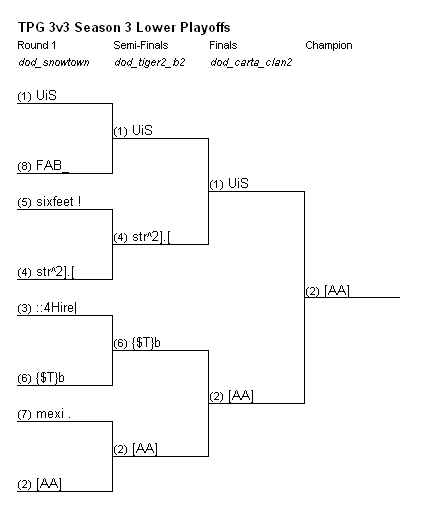 TPG 3v3 Season 3 Lower Playoffs
Round 1 Semi-Finals Finals Champion
dod_snowtown dod_tiger2_b2 dod_carta_clan2
(1) UiS
(1) UiS
(8) FAB_
(1) UiS
(5) sixfeet !
(4) str^2].[
(4) str^2].[
(2) [AA]
(3) ::4Hire|
(6) {$T}b
(6) {$T}b
(2) [AA]
(7) mexi .
(2) [AA]
(2) [AA]